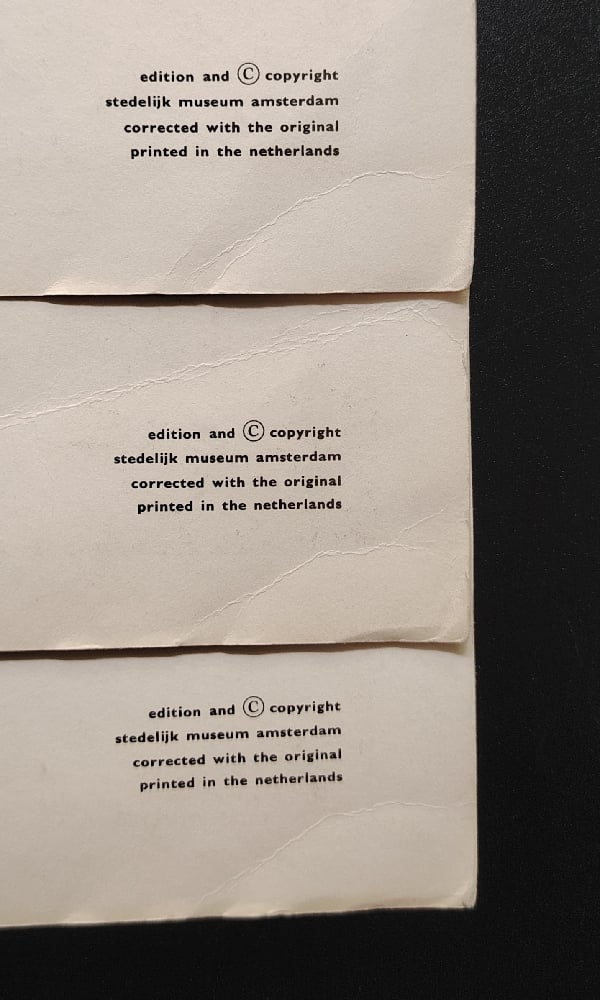 edition and © copyright
stedelijk museum amsterdam
corrected with the original
printed in the netherlands
edition and © copyright
stedelijk museum amsterdam
corrected with the original
printed in the netherlands
edition and © copyright
stedelijk museum amsterdam
corrected with the original
printed in the netherlands